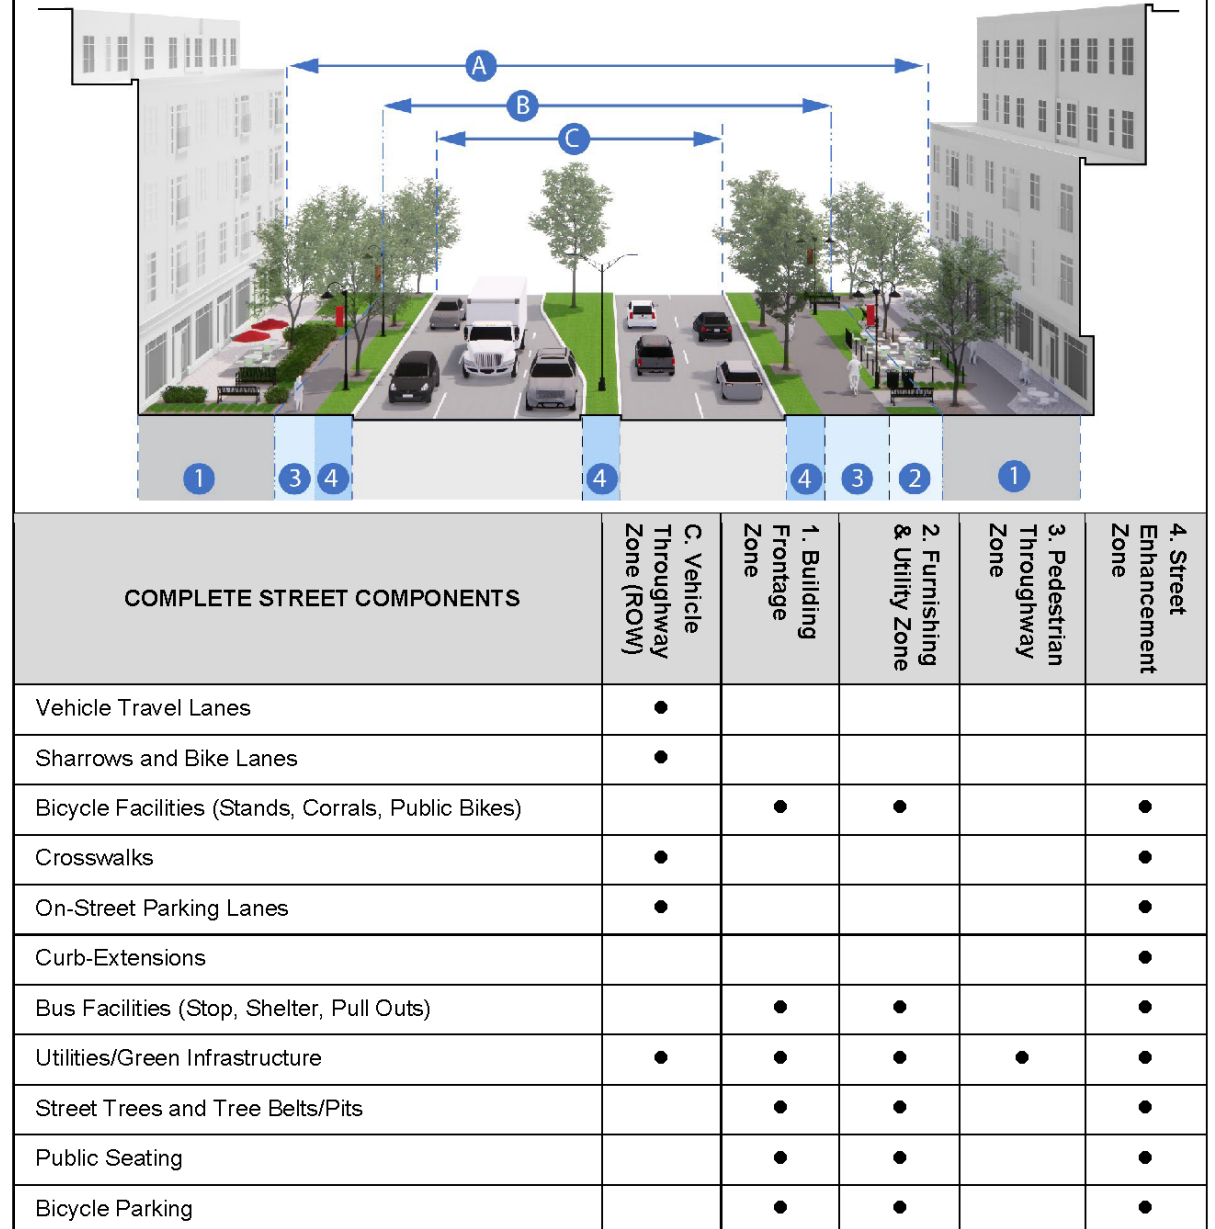 A
B
C
1
3
4
4
4
3
2
1
COMPLETE STREET COMPONENTS
C. Vehicle
Throughway
Zone (ROW)
1. Building
Frontage
Zone
2. Furnishing
& Utility Zone
3. Pedestrian
Throughway
Zone
4. Street
Enhancement
Zone
Vehicle Travel Lanes
Sharrows and Bike Lanes
Bicycle Facilities (Stands, Corrals, Public Bikes)
Crosswalks
On-Street Parking Lanes
Curb-Extensions
Bus Facilities (Stop, Shelter, Pull Outs)
Utilities/Green Infrastructure
Street Trees and Tree Belts/Pits
Public Seating
Bicycle Parking